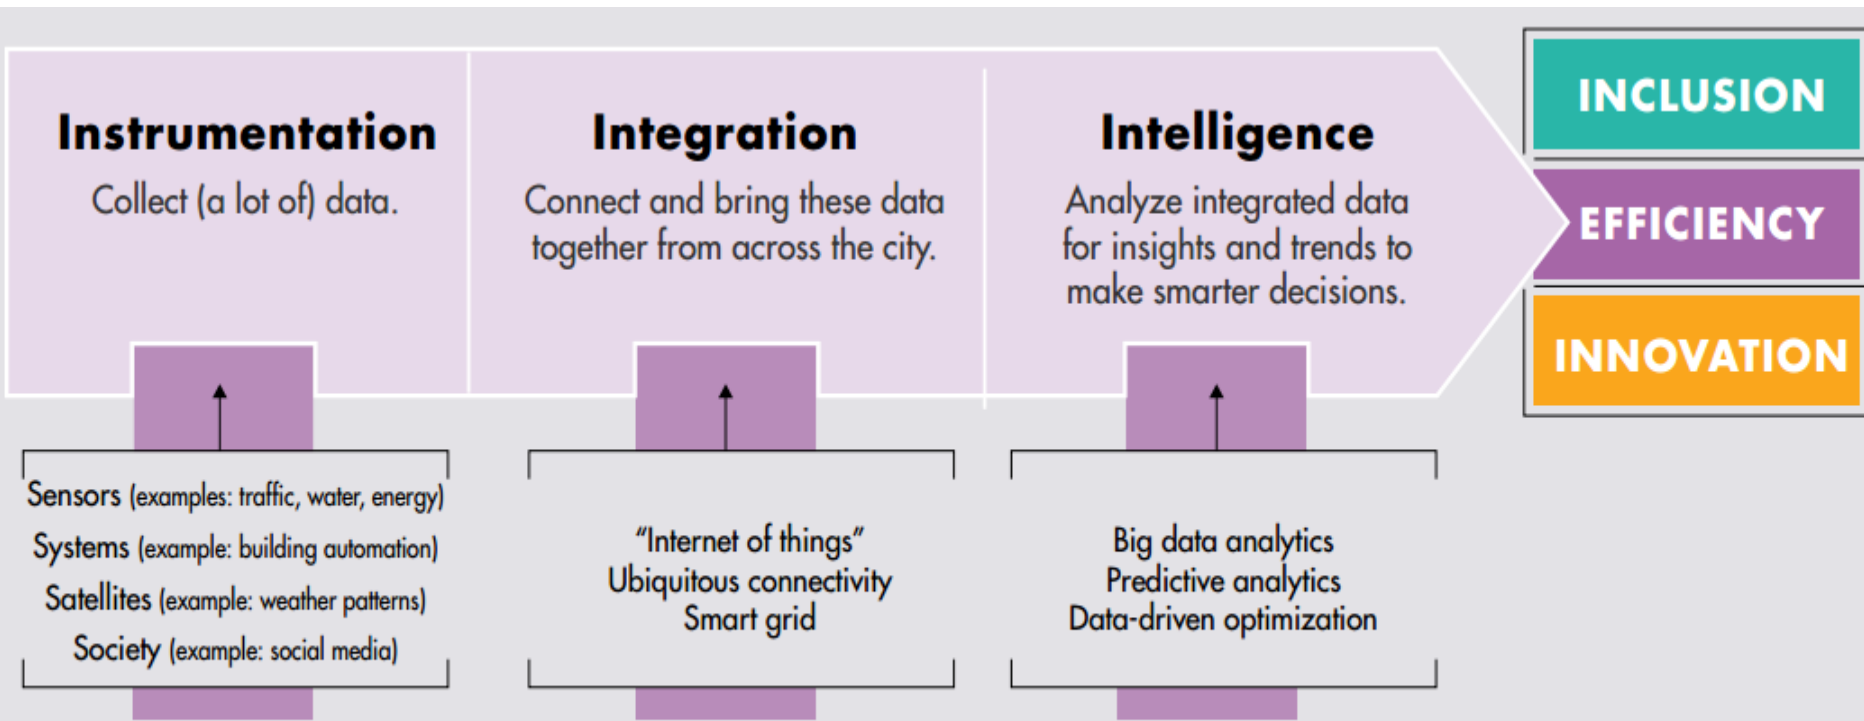 Instrumentation
Collect (a lot of) data.
Integration
Connect and bring these data
together from across the city.
Intelligence
Analyze integrated data
for insights and trends to
make smarter decisions.
INCLUSION
EFFICIENCY
INNOVATION
Sensors (examples: traffic, water, energy)
Systems (example: building automation)
Satellites (example: weather patterns)
Society (example: social media)
“Internet of things”
Ubiquitous connectivity
Smart grid
Big data analytics
Predictive analytics
Data-driven optimization